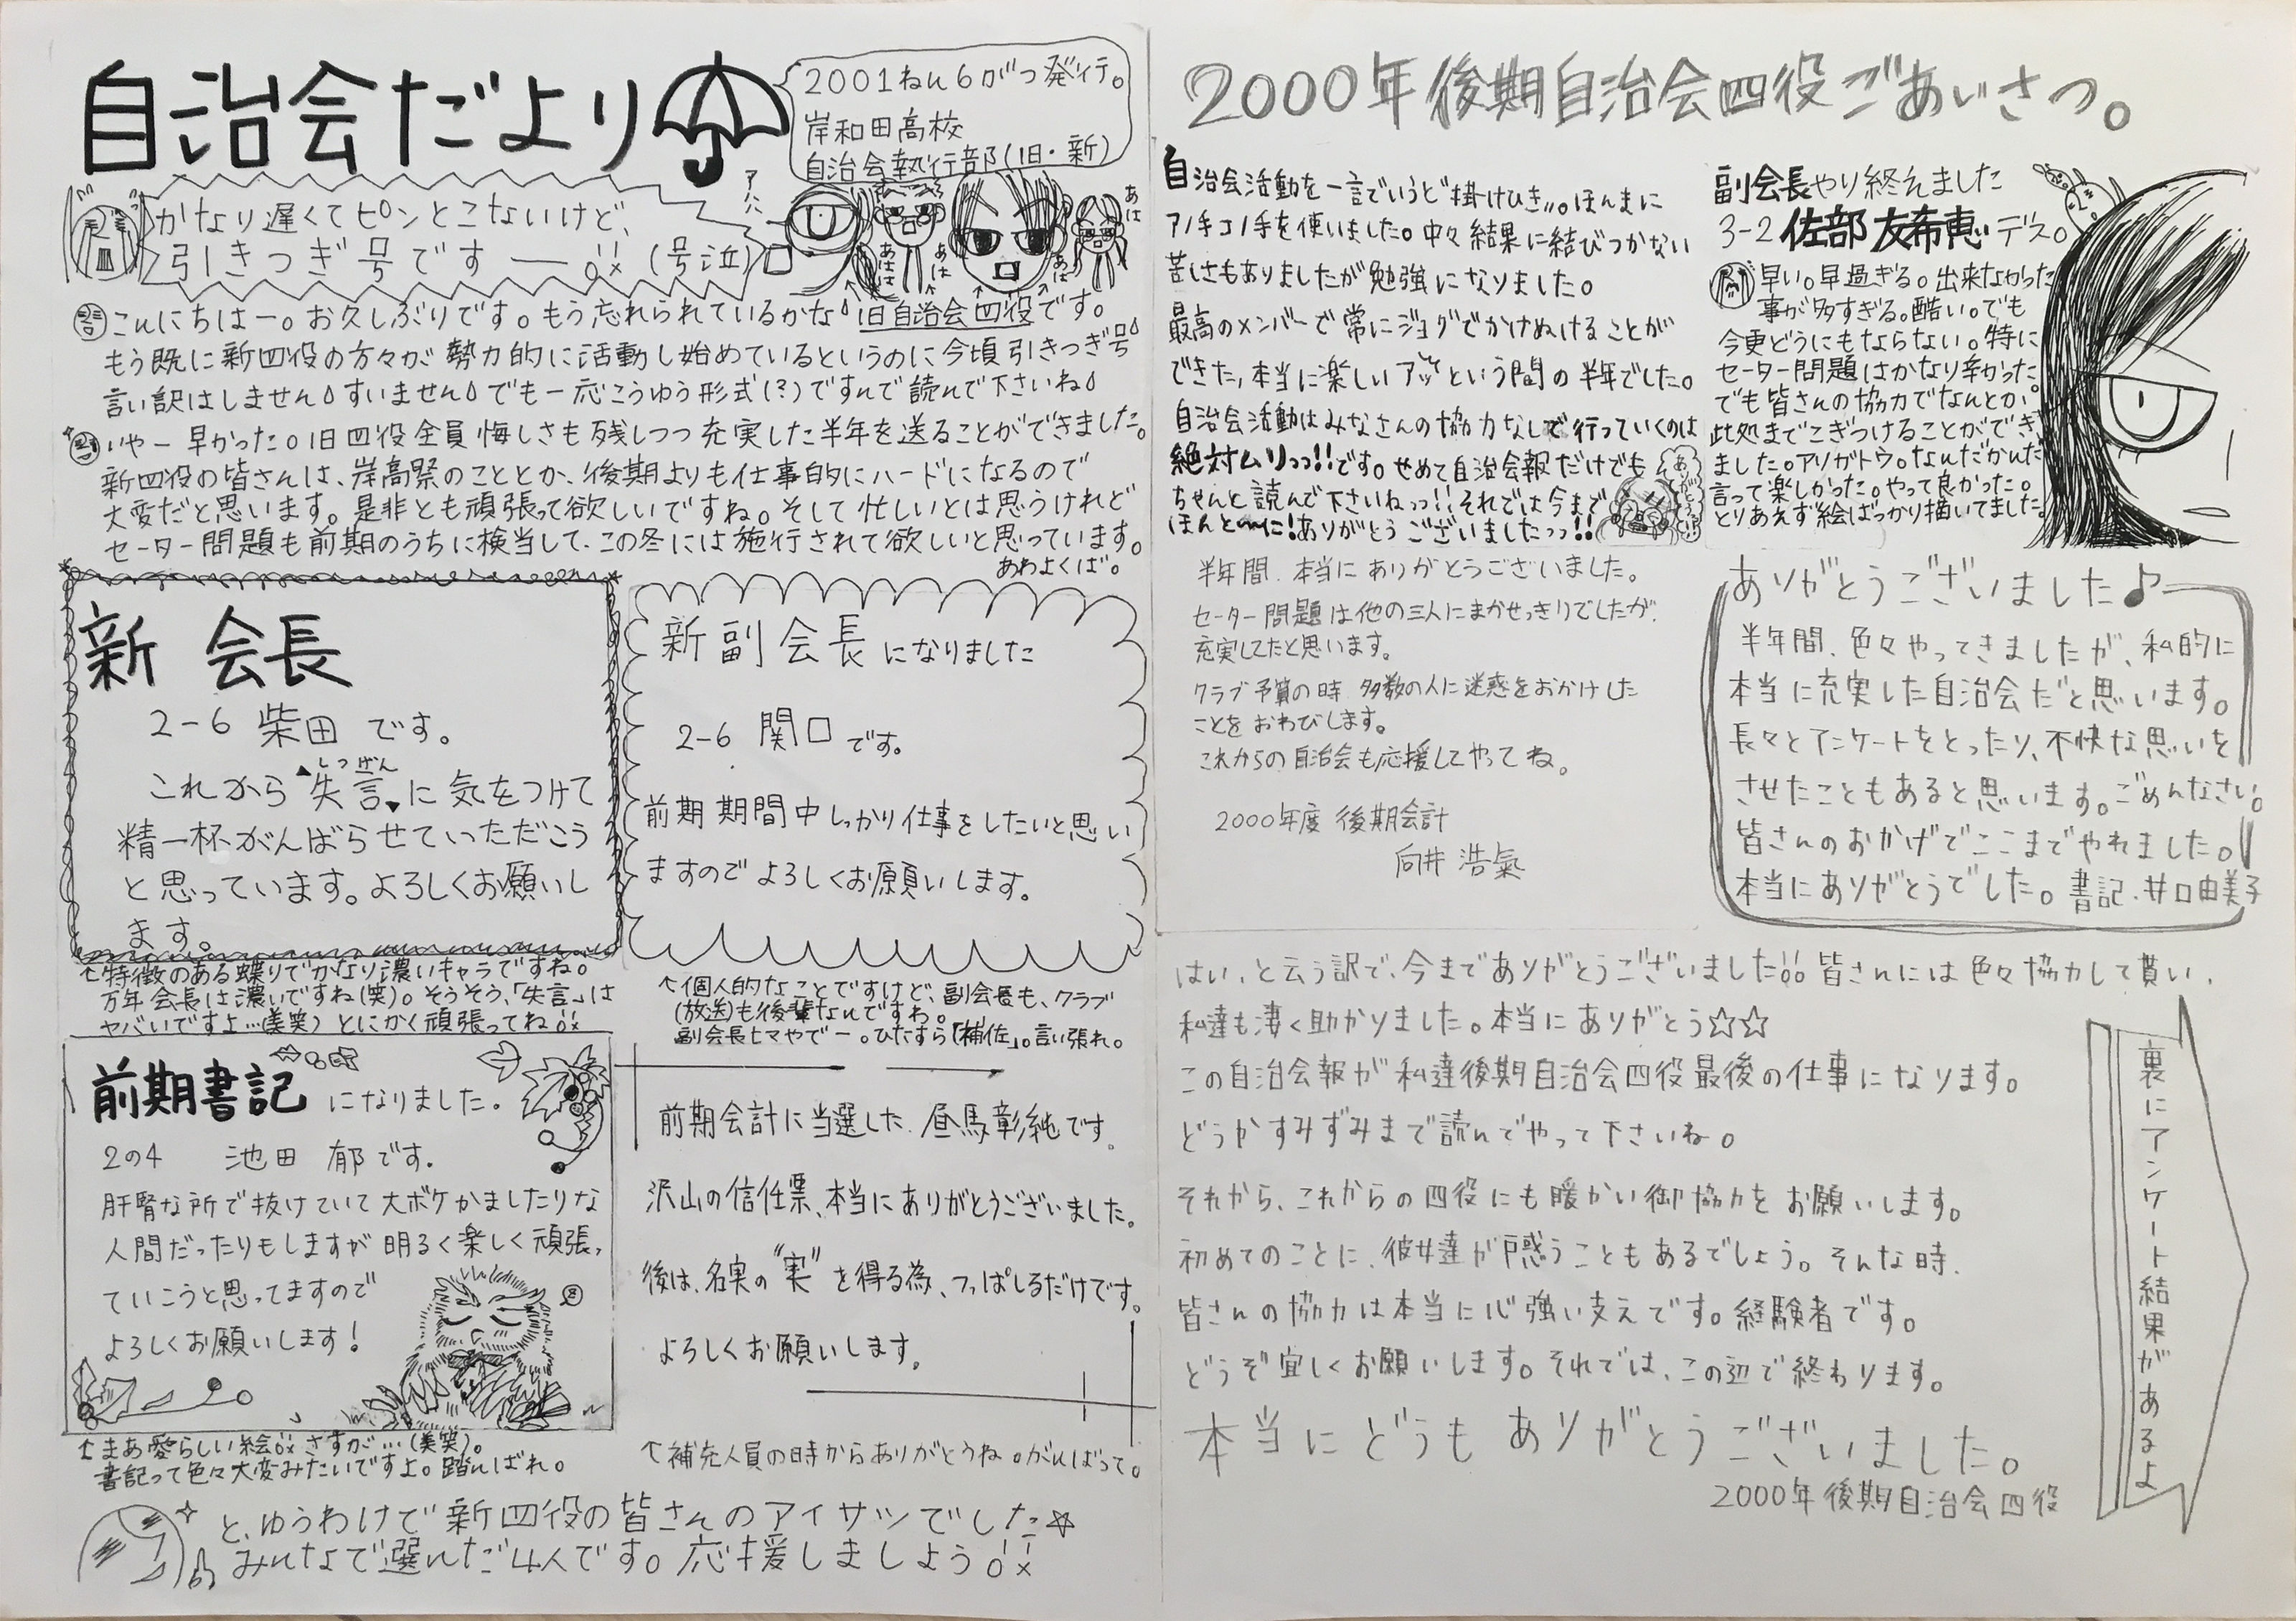 自治会だより
2001ねん6がつ発行。
岸和田高校
自治会執行部(旧・新)
かなり遅くてピンとこないけど、
引きつぎ号です―。(号泣)
アハハ
あはは
あは
あは
あは
こんにちはー。お久しぶりです。もう忘れられているかな 旧自治会四役です。
もう既に新四役の方々が勢力的に活動し始めているというのに今頃引きつぎ号
言い訳はしません すいません でも一応こうゆう形式(?)ですんで読んで下さいね
いやー早かった。旧四役全員悔しさも残しつつ充実した半年を送ることができました。
新四役の皆さんは、岸高祭のこととか、後期よりも仕事的にハードになるので
大変だと思います。是非とも頑張って欲しいですね。そして忙しいとは思うけれど
セーター問題も前期のうちに検当して、この冬には施行されて欲しいと思っています。
あわよくば。
新 会長
2-6 柴田 です。
これから 失言 に気をつけて
しつげん
精一杯がんばらせていただこう
と思っています。よろしくお願いし
ます。
↑特徴のある喋りでかなり濃いキャラですね。
万年会長は濃いですね(笑)。そうそう、「失言」は
ヤバいですよ…(美笑) とにかく頑張ってね
新副会長になりました
2-6 関口 です。
前期期間中しっかり仕事をしたいと思い
ますのでよろしくお願いします。
↑個人的なことですけど、副会長も、クラブ
(放送)も後輩なんですね。
副会長ヒマやでー。ひたすら「補佐」。言い張れ。
前期書記 になりました。
2の4 池田 郁です。
肝腎な所で抜けていて大ボケかましたりな
人間だったりもしますが明るく楽しく頑張っ
ていこうと思ってますので
よろしくお願いします!
↑まあ愛らしい絵 さすが…(美笑)。
書記って色々大変みたいですよ。踏んばれ。
前期会計に当選した、昼馬彰純です。
沢山の信任票、本当にありがとうございました。
後は、名実の“実”を得る為、つっぱしるだけです。
よろしくお願いします。
↑補充人員の時からありがとうね。がんばって。
と、ゆうわけで新四役の皆さんのアイサツでした☆
みんなで選んだ4人です。応援しましょう
2000年後期自治会四役ごあいさつ。
自治会活動を一言でいうと“掛けひき”。ほんまに
アノ手コノ手を使いました。中々結果に結びつかない
苦しさもありましたが勉強になりました。
最高のメンバーで常にジョグでかけぬけることが
できた、本当に楽しいアッという間の半年でした。
自治会活動はみなさんの協力なしで行っていくのは
絶対ムリっっ!!です。せめて自治会報だけでも
ちゃんと読んで下さいねっっ!!それでは今まで
ほんと〜に!ありがとうございましたっっ!!
ありがとう
副会長やり終えました
3-2 佐部 友希恵 デス。
早い。早過ぎる。出来なかった
事が多すぎる。酷い。でも
今更どうにもならない。特に
セーター問題はかなり辛かった。
でも皆さんの協力でなんとか、
此処までこぎつけることができ
ました。アリガトウ。なんだかんだ
言って楽しかった。やって良かった。
とりあえず絵ばっかり描いてました。
半年間、本当にありがとうございました。
セーター問題は他の三人にまかせっきりでしたが、
充実してたと思います。
クラブ予算の時、多数の人に迷惑をおかけした
ことをおわびします。
これからの自治会も応援してやってね。
2000年度 後期会計
向井 浩氣
ありがとうございました♪
半年間、色々やってきましたが、私的に
本当に充実した自治会だと思います。
長々とアンケートをとったり、不快な思いを
させたこともあると思います。ごめんなさい。
皆さんのおかげでここまでやれました。
本当にありがとうでした。書記・井口由美子
はい、と云う訳で、今までありがとうございました 皆さんには色々協力して貰い、
私達も凄く助かりました。本当にありがとう☆☆
この自治会報が私達後期自治会四役最後の仕事になります。
どうかすみずみまで読んでやって下さいね。
それから、これからの四役にも暖かい御協力をお願いします。
初めてのことに、彼女達が戸惑うこともあるでしょう。そんな時、
皆さんの協力は本当に心強い支えです。経験者です。
どうぞ宜しくお願いします。それでは、この辺で終わります。
本当にどうもありがとうございました。
2000年後期自治会四役
裏にアンケート結果があるよ